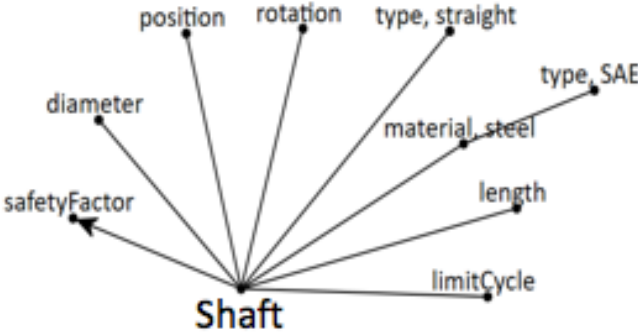 position
rotation
type, straight
type, SAE
diameter
material, steel
safetyFactor
length
limitCycle
Shaft